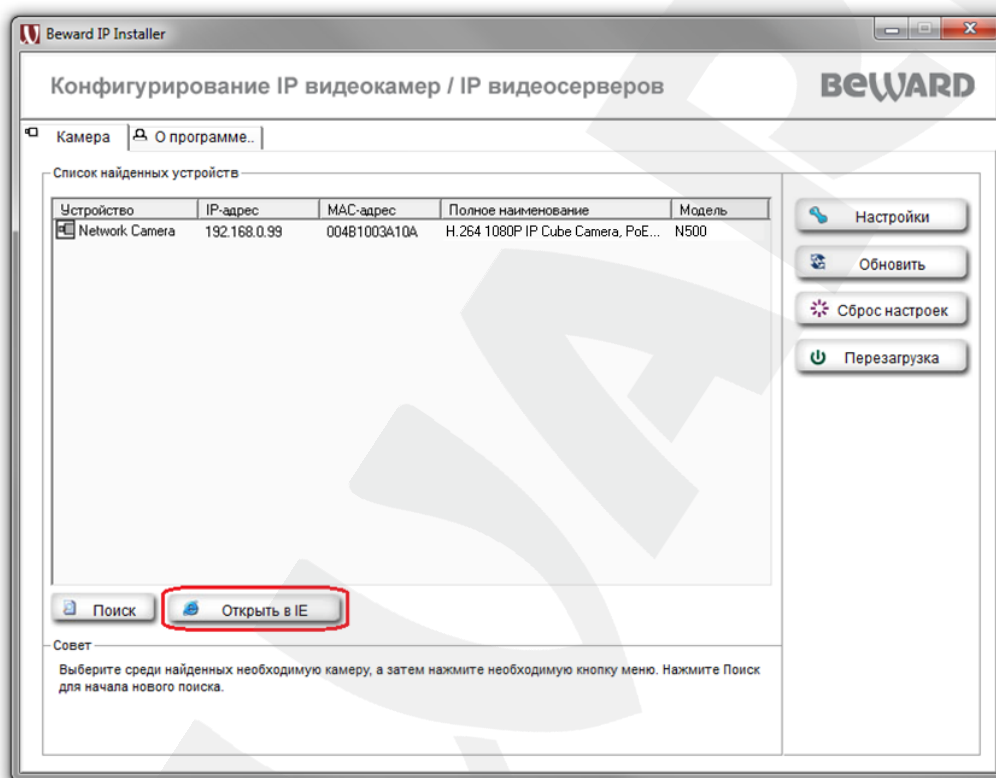 Beward IP Installer
Конфигурирование IP видеокамер / IP видеосерверов
BEWARD
Камера
О программе..
Список найденных устройств
Устройство IP-адрес MAC-адрес Полное наименование Модель
Network Camera 192.168.0.99 004B1003A10A H.264 1080P IP Cube Camera, PoE... N500
Настройки
Обновить
Сброс настроек
Перезагрузка
Поиск
Открыть в IE
Совет
Выберите среди найденных необходимую камеру, а затем нажмите необходимую кнопку меню. Нажмите Поиск
для начала нового поиска.